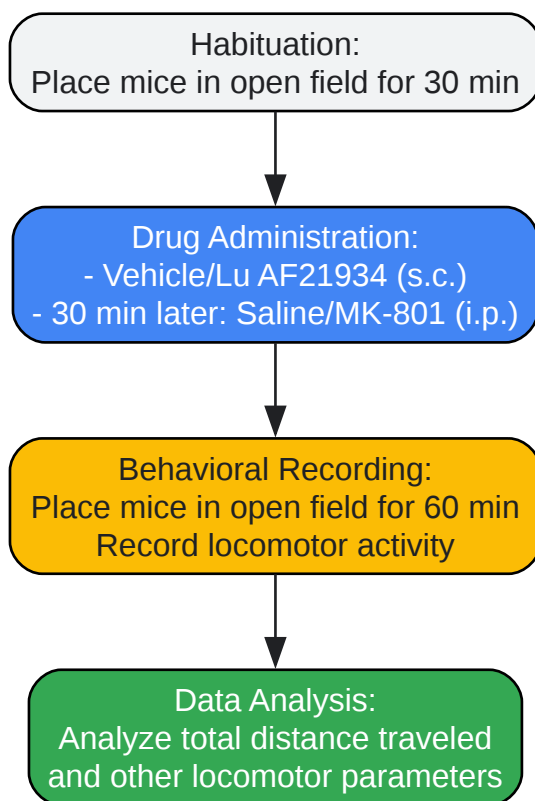 Habituation:
Place mice in open field for 30 min
Drug Administration:
- Vehicle/Lu AF21934 (s.c.)
- 30 min later: Saline/MK-801 (i.p.)
Behavioral Recording:
Place mice in open field for 60 min
Record locomotor activity
Data Analysis:
Analyze total distance traveled
and other locomotor parameters